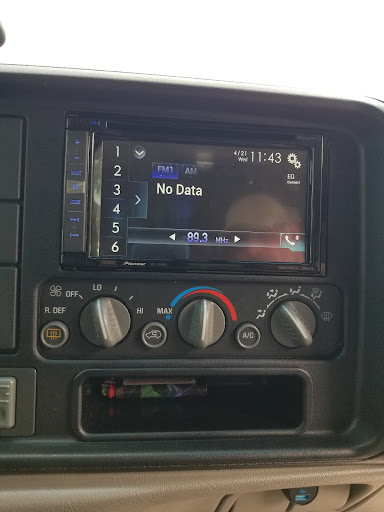 1
2
3
4
5
6
4/21
Wed
11:43
FM1 AM
No Data
EQ
89.3 MHz
Pioneer
LO
OFF
HI
R. DEF
MAX
A/C